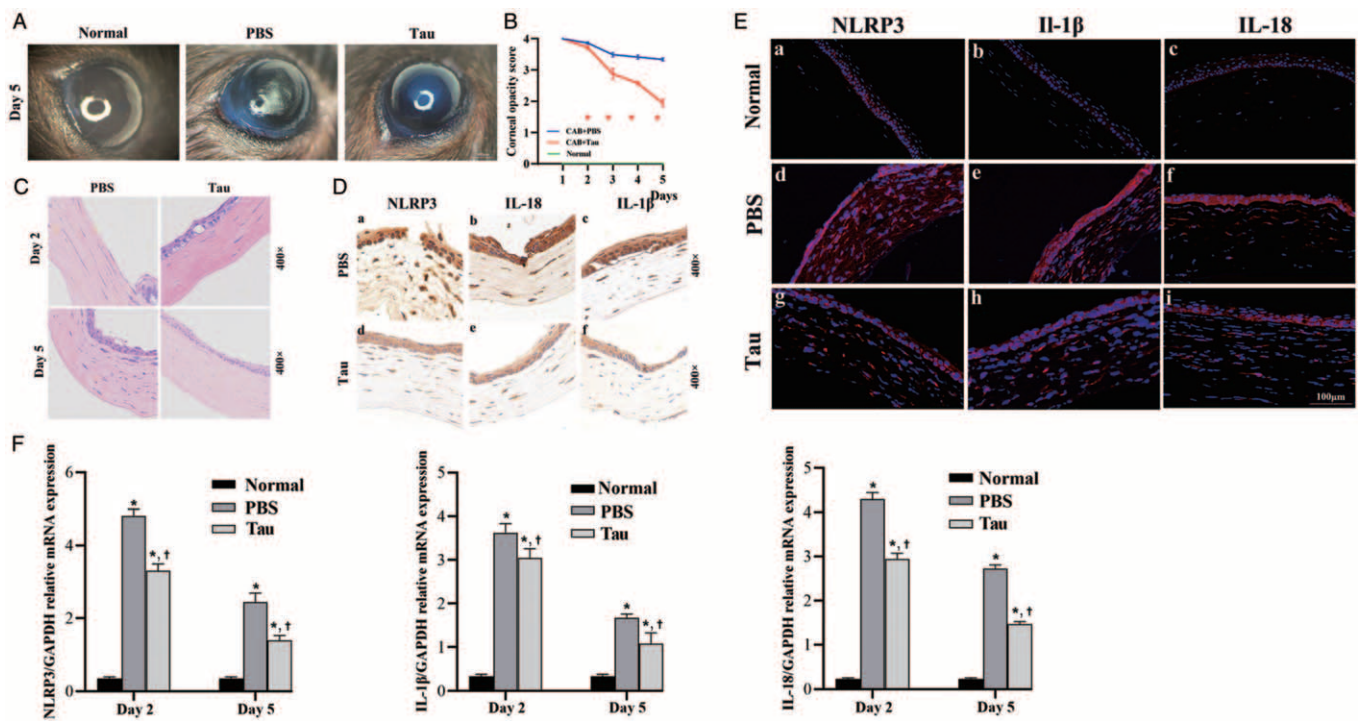 A
Normal
PBS
Tau
Day 5
B
Corneal opacity score
4
3
2
1
0
CAB+PBS
CAB+Tau
Normal
1 2 3 4 5
Days
C
PBS
Tau
Day 2
400×
Day 5
400×
D
NLRP3
IL-18
IL-1β
PBS
a
b
c
400×
Tau
d
e
f
400×
E
NLRP3
Il-1β
IL-18
Normal
a
b
c
PBS
d
e
f
Tau
g
h
i
100μm
F
NLRP3/GAPDH relative mRNA expression
6
4
2
0
Normal
PBS
Tau
*
*, †
*
*, †
Day 2
Day 5
IL-1β/GAPDH relative mRNA expression
5
4
3
2
1
0
Normal
PBS
Tau
*
*, †
*
*, †
Day 2
Day 5
IL-18/GAPDH relative mRNA expression
5
4
3
2
1
0
Normal
PBS
Tau
*
*, †
*
*, †
Day 2
Day 5